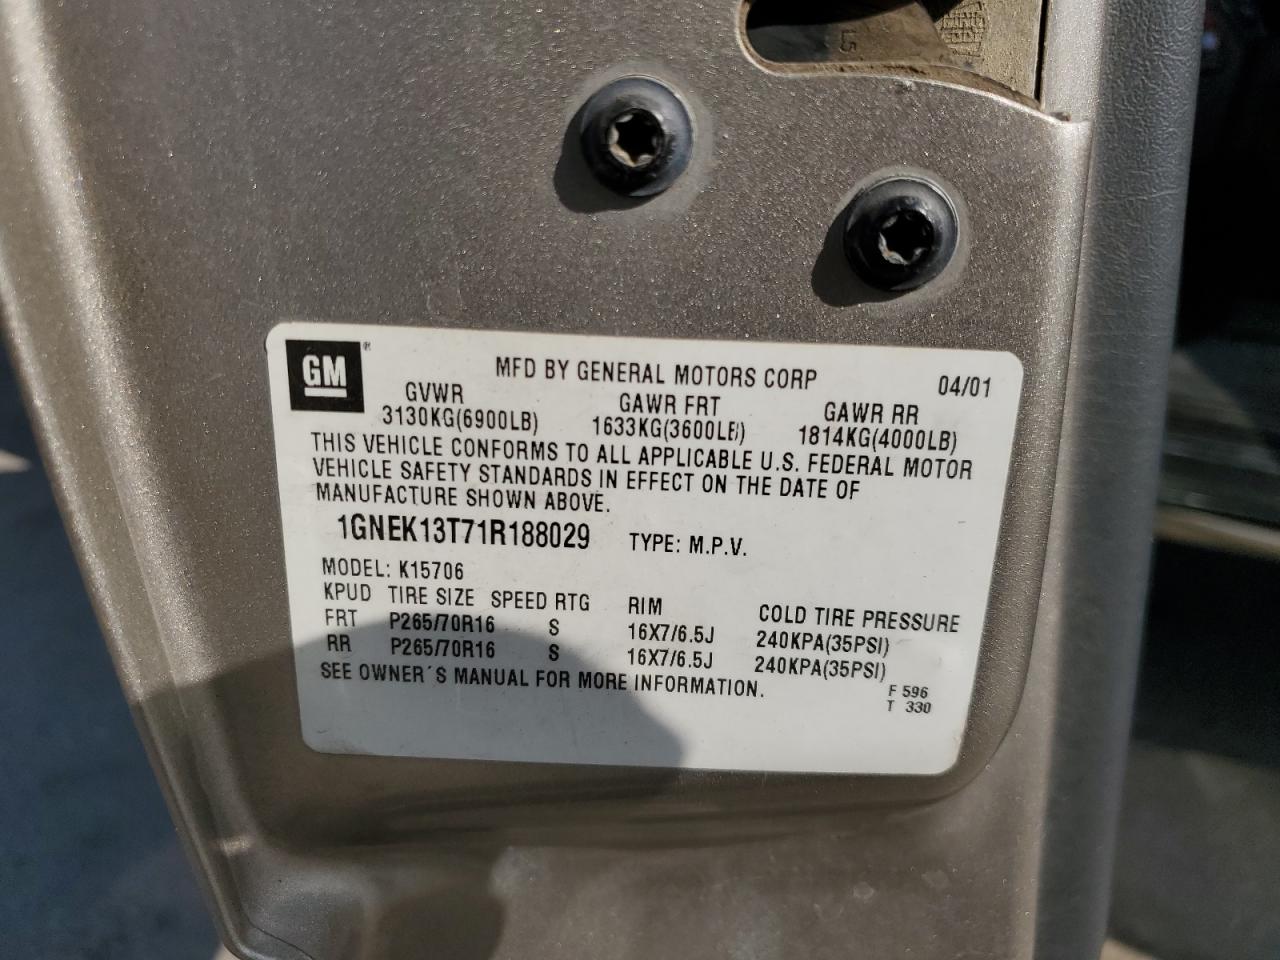 GM ®
MFD BY GENERAL MOTORS CORP 04/01
GVWR GAWR FRT GAWR RR
3130KG(6900LB) 1633KG(3600LB) 1814KG(4000LB)
THIS VEHICLE CONFORMS TO ALL APPLICABLE U.S. FEDERAL MOTOR
VEHICLE SAFETY STANDARDS IN EFFECT ON THE DATE OF
MANUFACTURE SHOWN ABOVE.
1GNEK13T71R188029 TYPE: M.P.V.
MODEL: K15706
KPUD TIRE SIZE SPEED RTG RIM COLD TIRE PRESSURE
FRT P265/70R16 S 16X7/6.5J 240KPA(35PSI)
RR P265/70R16 S 16X7/6.5J 240KPA(35PSI)
SEE OWNER´S MANUAL FOR MORE INFORMATION.
F 596
T 330